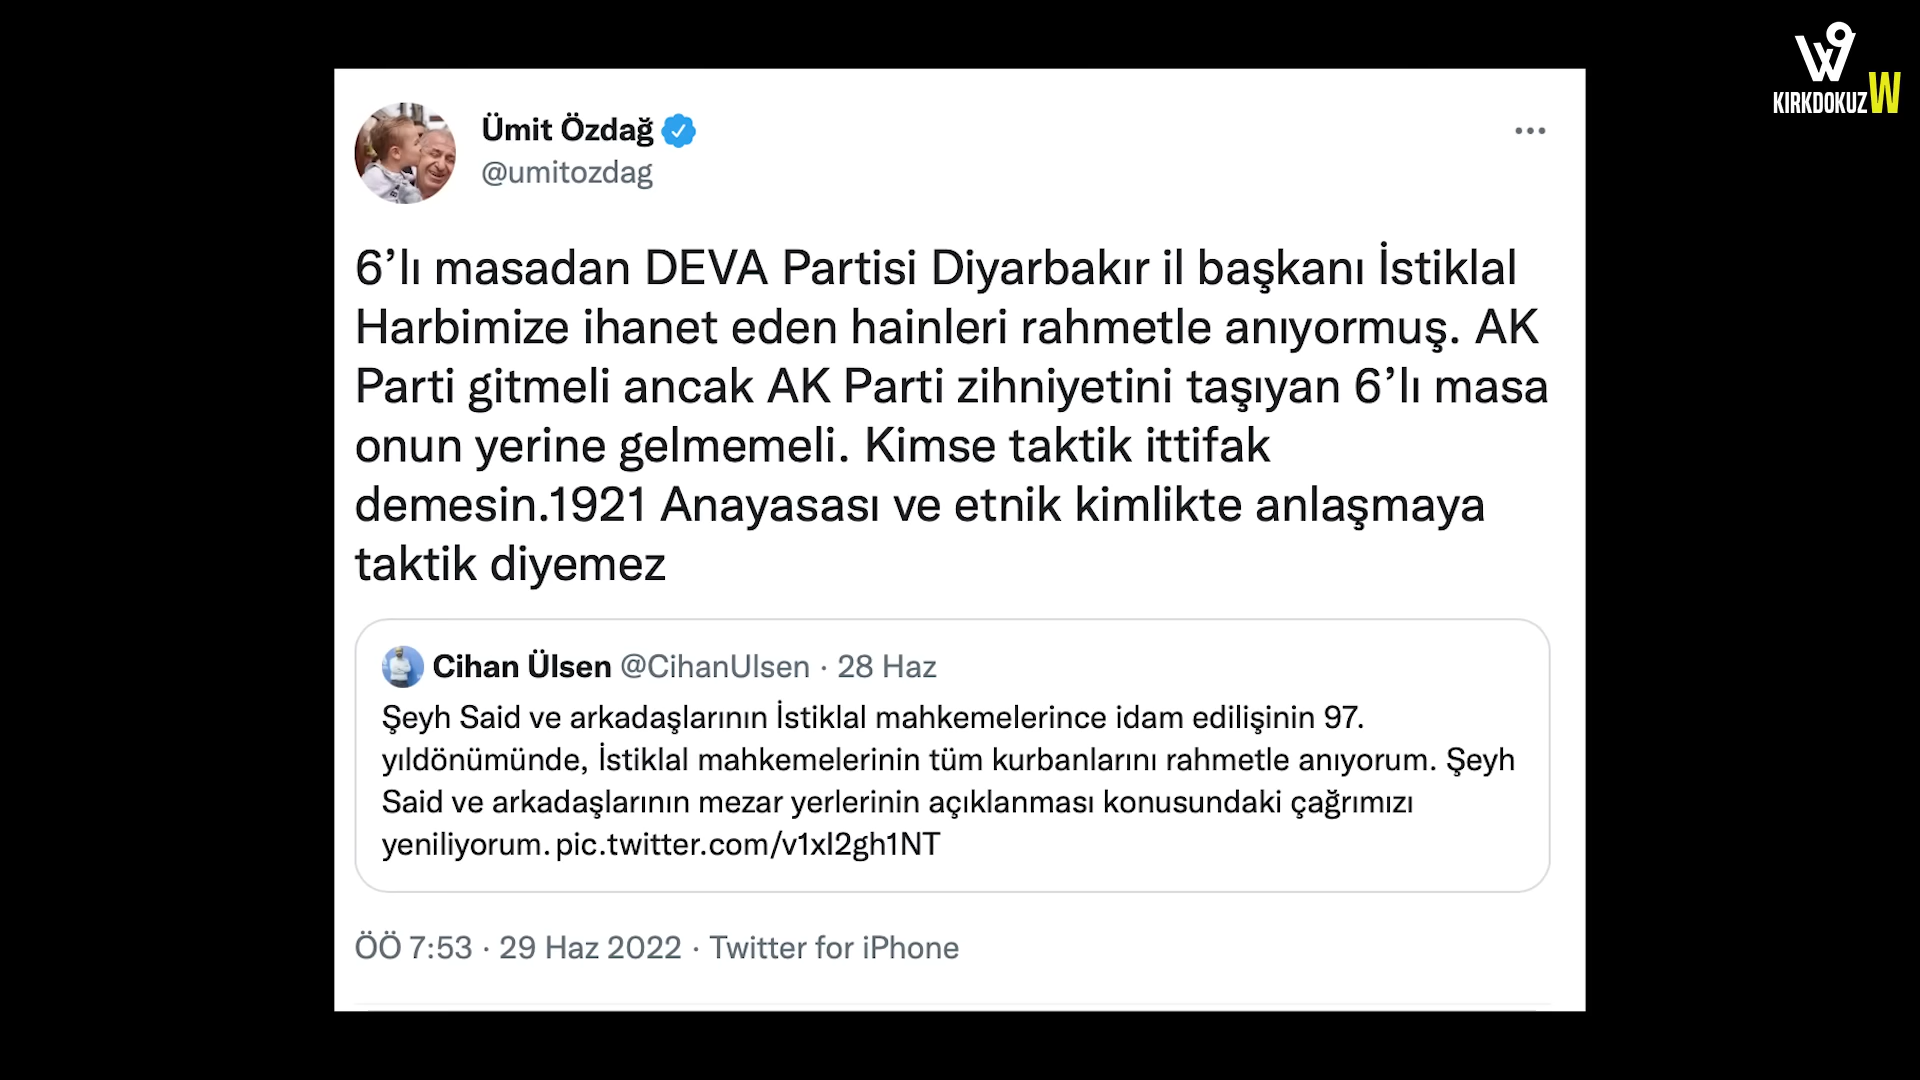 W9
KIRKDOKUZW
Ümit Özdağ
@umitozdag
6’lı masadan DEVA Partisi Diyarbakır il başkanı İstiklal
Harbimize ihanet eden hainleri rahmetle anıyormuş. AK
Parti gitmeli ancak AK Parti zihniyetini taşıyan 6’lı masa
onun yerine gelmemeli. Kimse taktik ittifak
demesin.1921 Anayasası ve etnik kimlikte anlaşmaya
taktik diyemez
Cihan Ülsen @CihanUlsen · 28 Haz
Şeyh Said ve arkadaşlarının İstiklal mahkemelerince idam edilişinin 97.
yıldönümünde, İstiklal mahkemelerinin tüm kurbanlarını rahmetle anıyorum. Şeyh
Said ve arkadaşlarının mezar yerlerinin açıklanması konusundaki çağrımızı
yeniliyorum. pic.twitter.com/v1xI2gh1NT
ÖÖ 7:53 · 29 Haz 2022 · Twitter for iPhone